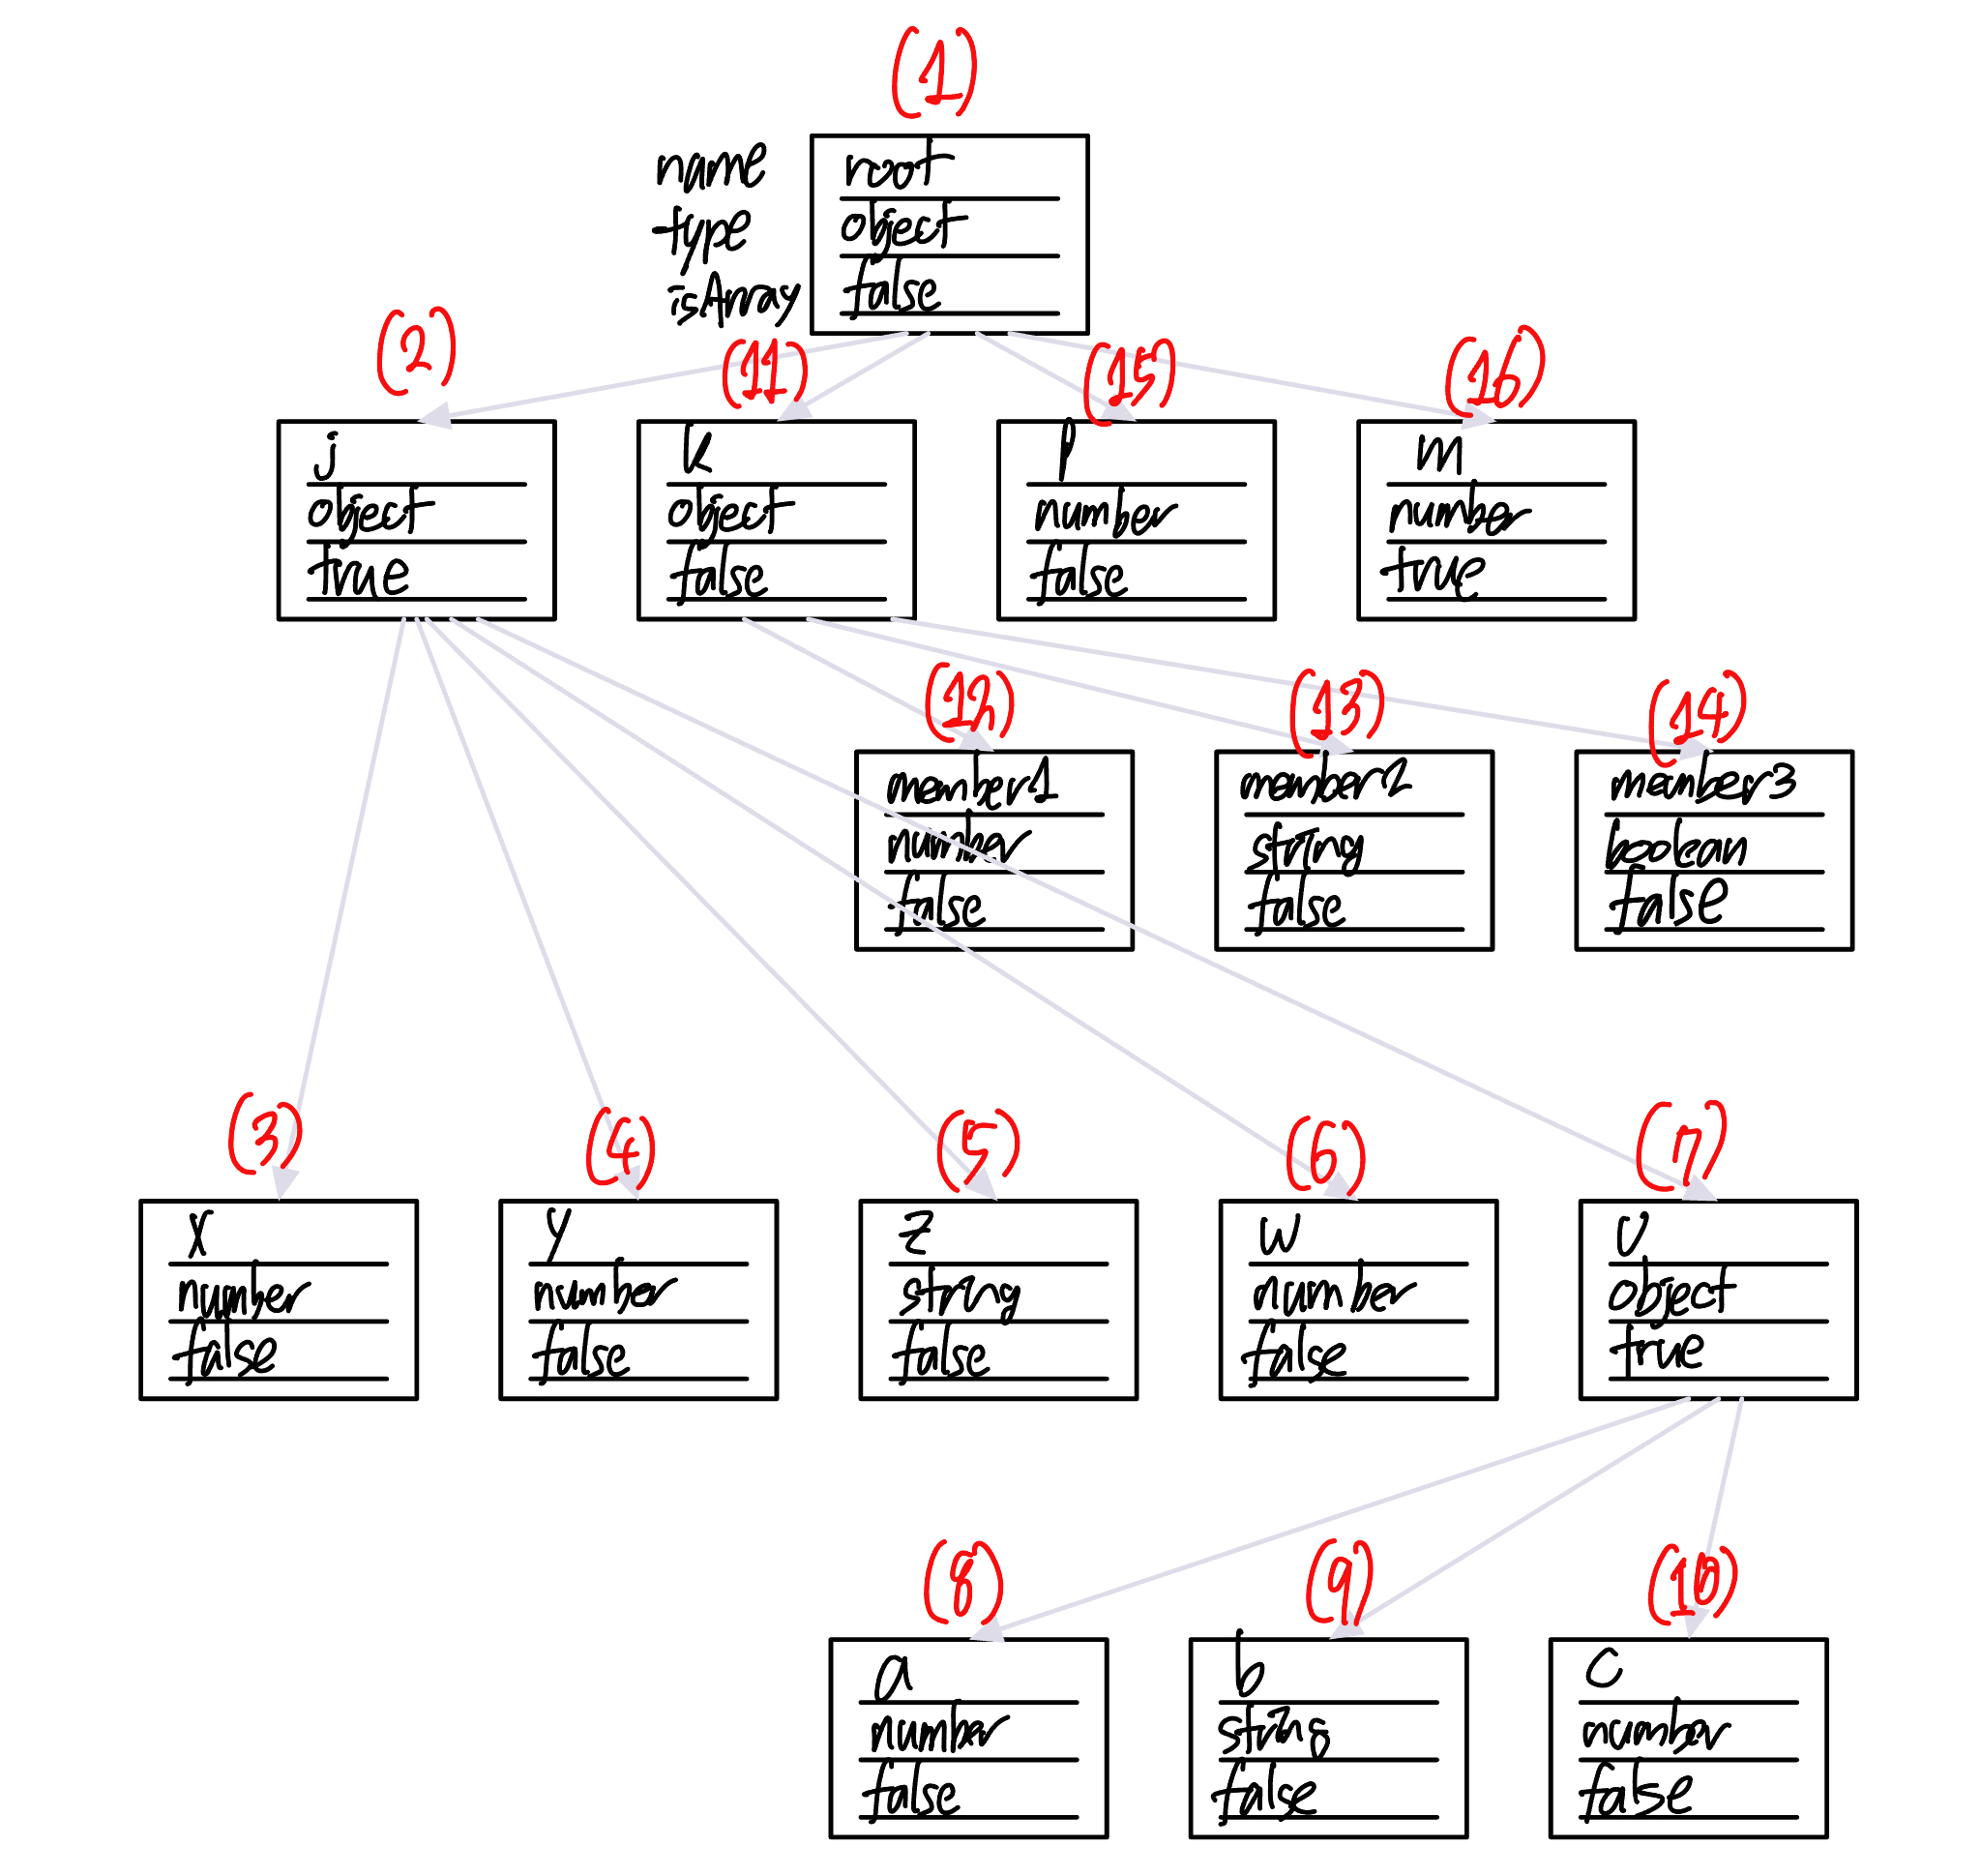 (1)
name
type
isArray
root
object
false
(2)
(11)
(15)
(16)
j
object
true
k
object
false
p
number
false
m
number
true
(12)
(13)
(14)
member1
number
false
member2
string
false
member3
boolean
false
(3)
(4)
(5)
(6)
(7)
x
number
false
y
number
false
z
string
false
w
number
false
v
object
true
(8)
(9)
(10)
a
number
false
b
string
false
c
number
false